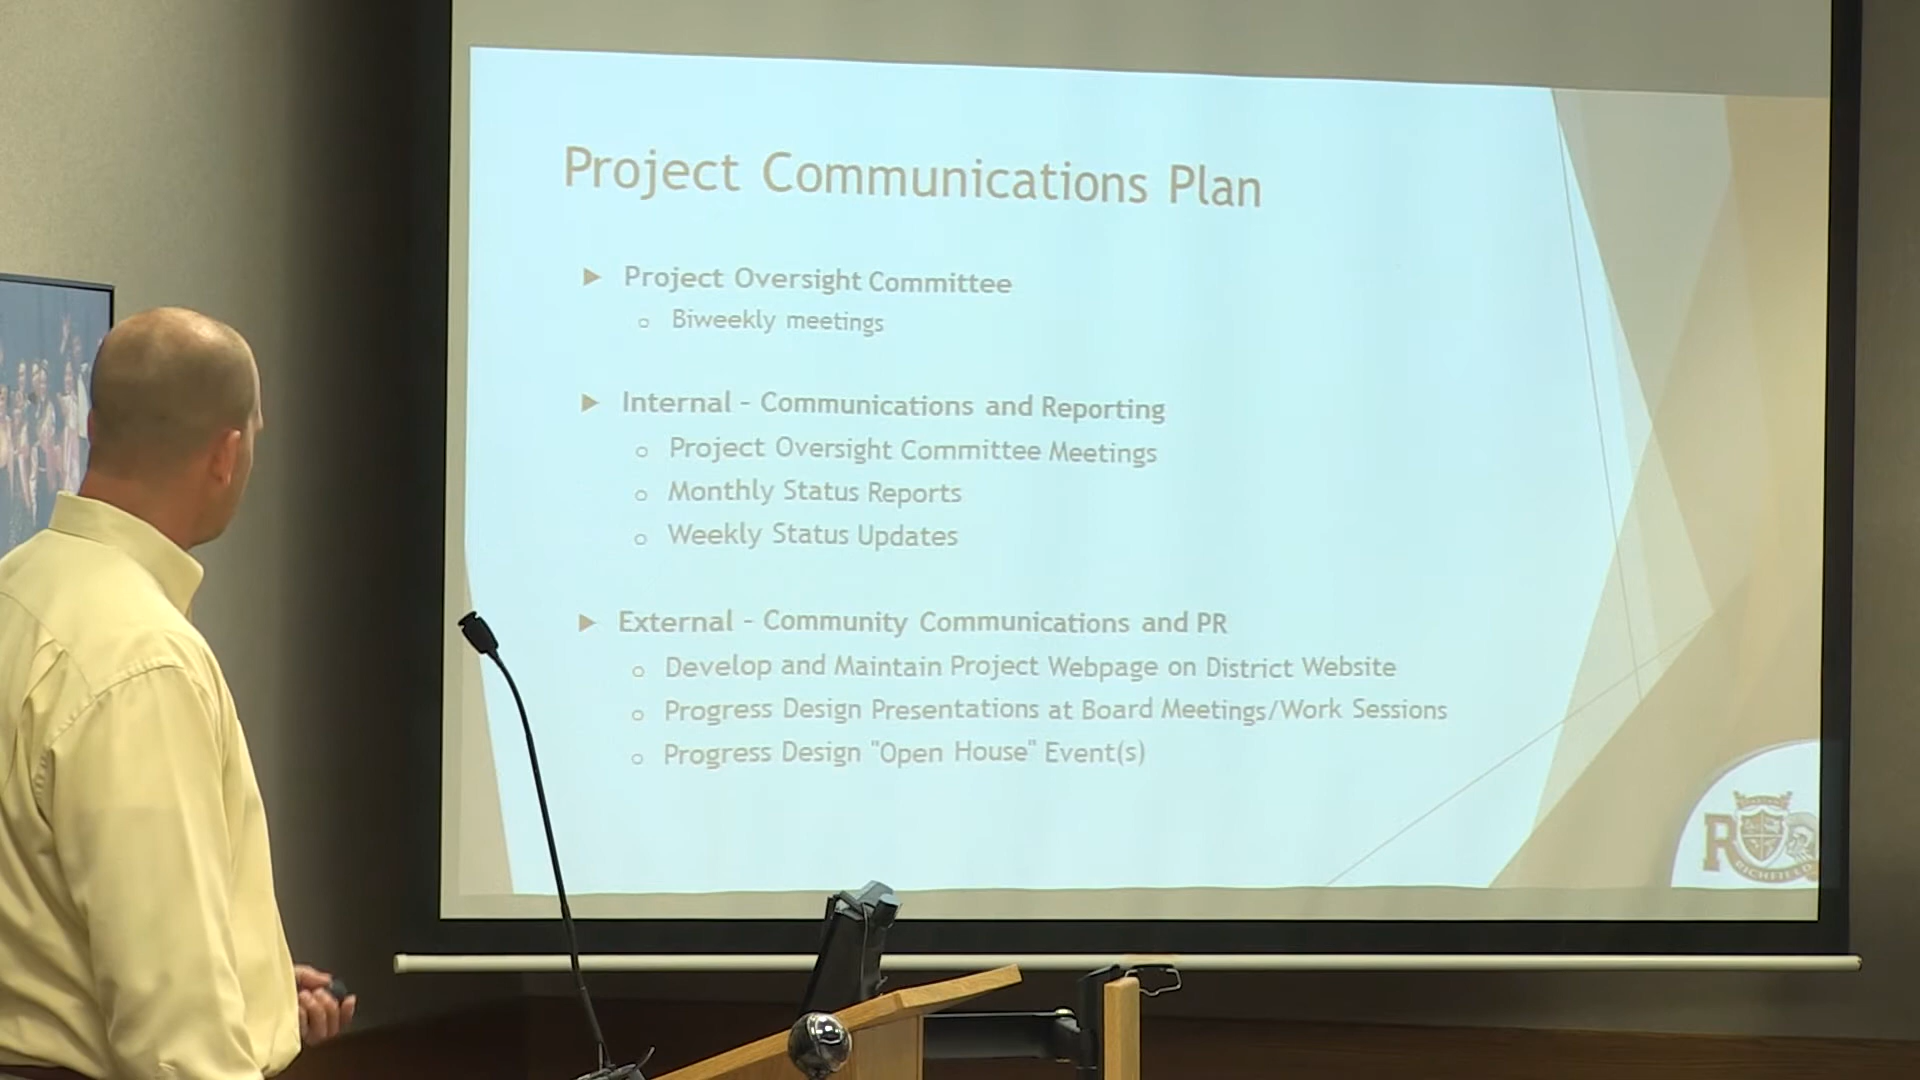 Project Communications Plan
Project Oversight Committee
Biweekly meetings
Internal – Communications and Reporting
Project Oversight Committee Meetings
Monthly Status Reports
Weekly Status Updates
External – Community Communications and PR
Develop and Maintain Project Webpage on District Website
Progress Design Presentations at Board Meetings/Work Sessions
Progress Design "Open House" Event(s)
R
RICHFIELD